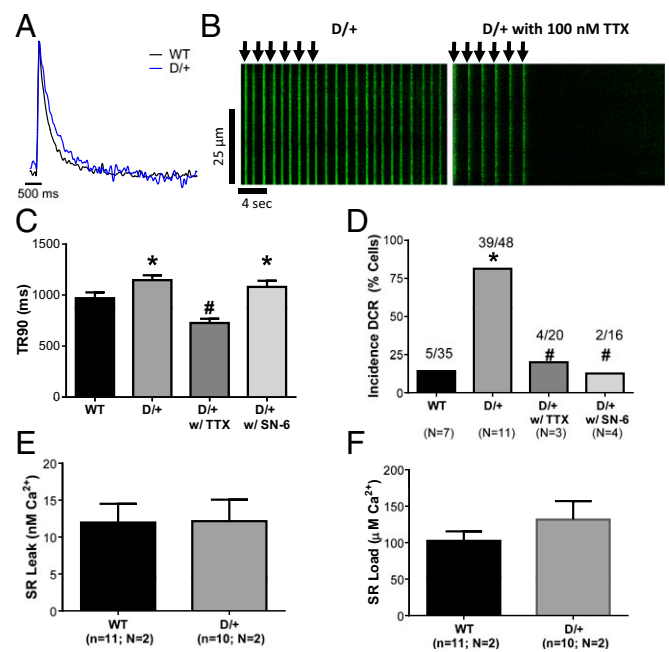 A
WT
D/+
500 ms
B
D/+
D/+ with 100 nM TTX
25 µm
4 sec
C
TR90 (ms)
1500
1000
500
0
*
#
*
WT
D/+
D/+
w/ TTX
D/+
w/ SN-6
D
Incidence DCR (% Cells)
100
75
50
25
0
5/35
39/48
*
4/20
#
2/16
#
WT
D/+
D/+
w/ TTX
D/+
w/ SN-6
(N=7)
(N=11)
(N=3)
(N=4)
E
SR Leak (nM Ca2+)
20
15
10
5
0
WT
(n=11; N=2)
D/+
(n=10; N=2)
F
SR Load (µ M Ca2+)
200
150
100
50
0
WT
(n=11; N=2)
D/+
(n=10; N=2)